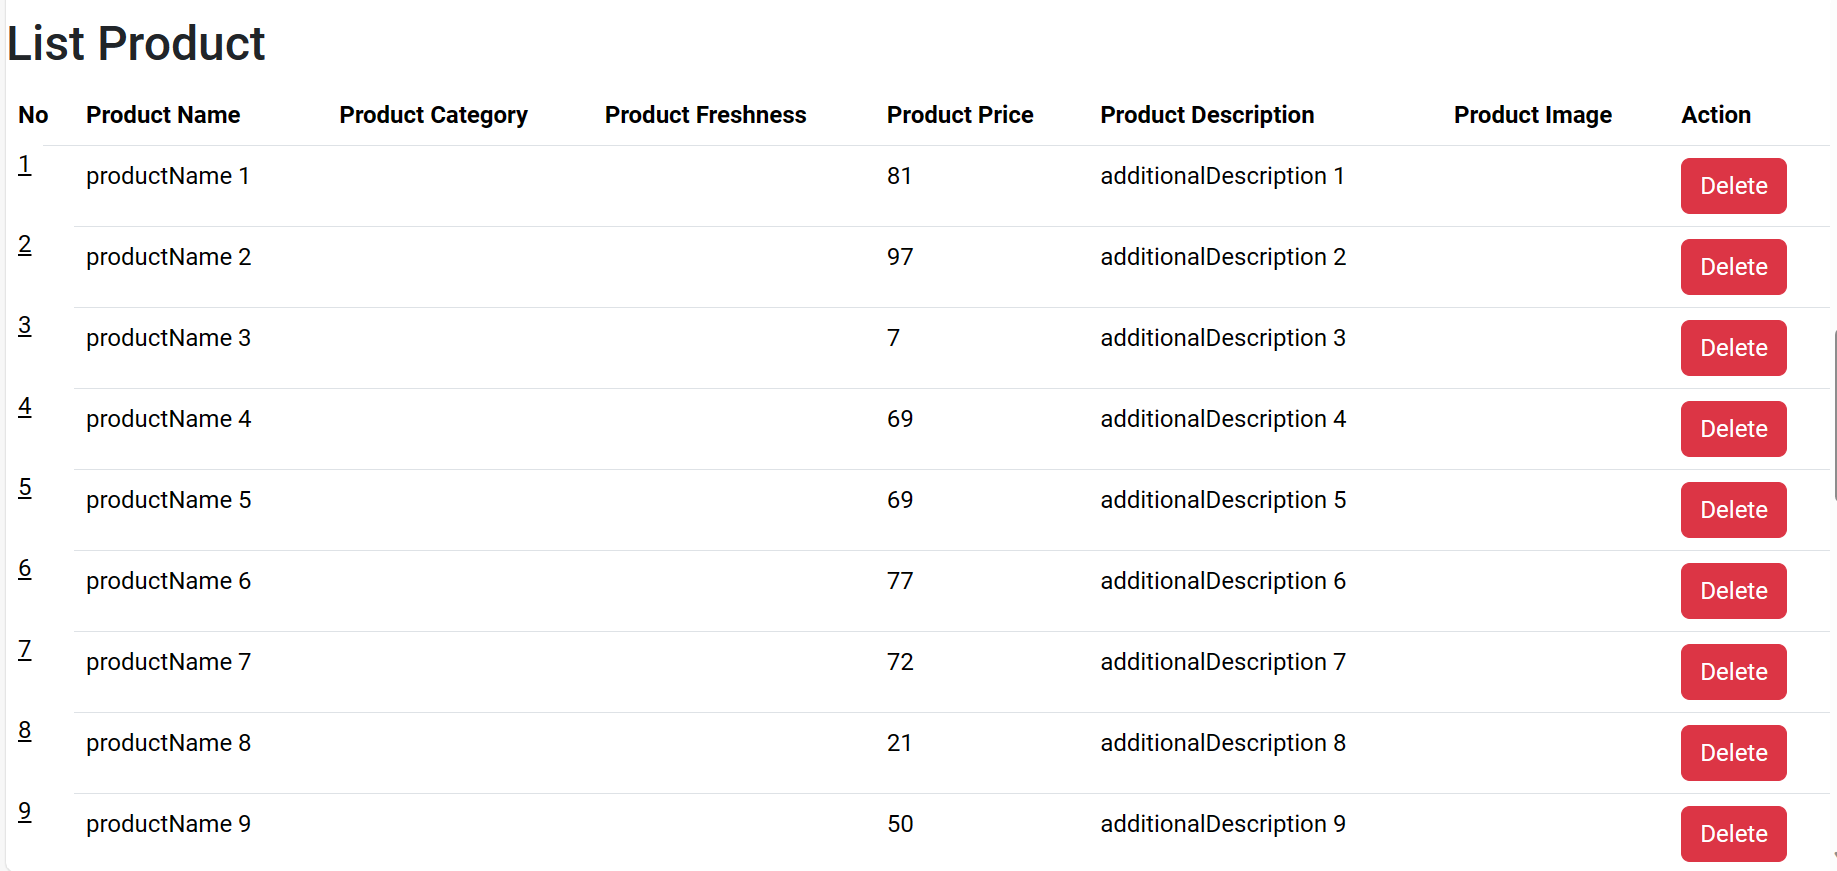 List Product
No Product Name Product Category Product Freshness Product Price Product Description Product Image Action
1 productName 1 81 additionalDescription 1 Delete
2 productName 2 97 additionalDescription 2 Delete
3 productName 3 7 additionalDescription 3 Delete
4 productName 4 69 additionalDescription 4 Delete
5 productName 5 69 additionalDescription 5 Delete
6 productName 6 77 additionalDescription 6 Delete
7 productName 7 72 additionalDescription 7 Delete
8 productName 8 21 additionalDescription 8 Delete
9 productName 9 50 additionalDescription 9 Delete